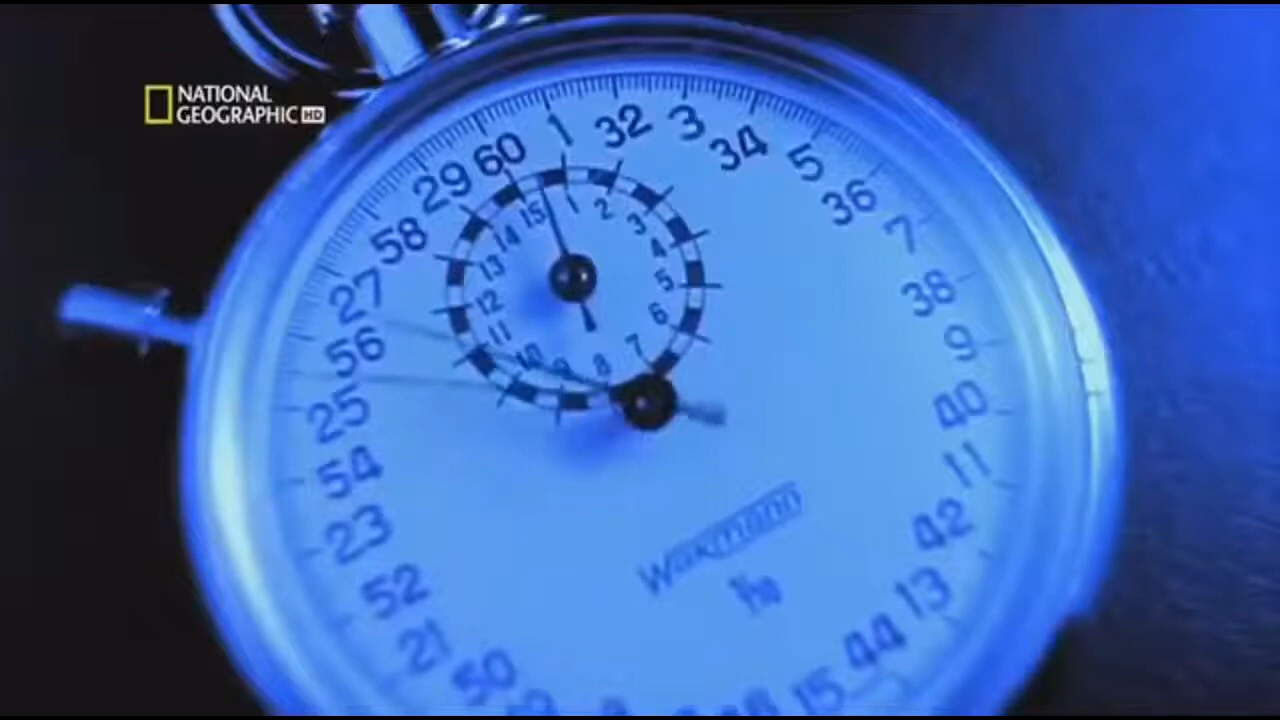 NATIONAL
GEOGRAPHIC HD
60 1 32 3 34 5 36 7 38 9 40 11 42 13 44 15
50 21 52 23 54 25 56 27 58 29
1 2 3 4 5 6 7 8 9 10 11 12 13 14 15
Wakmann
1/10